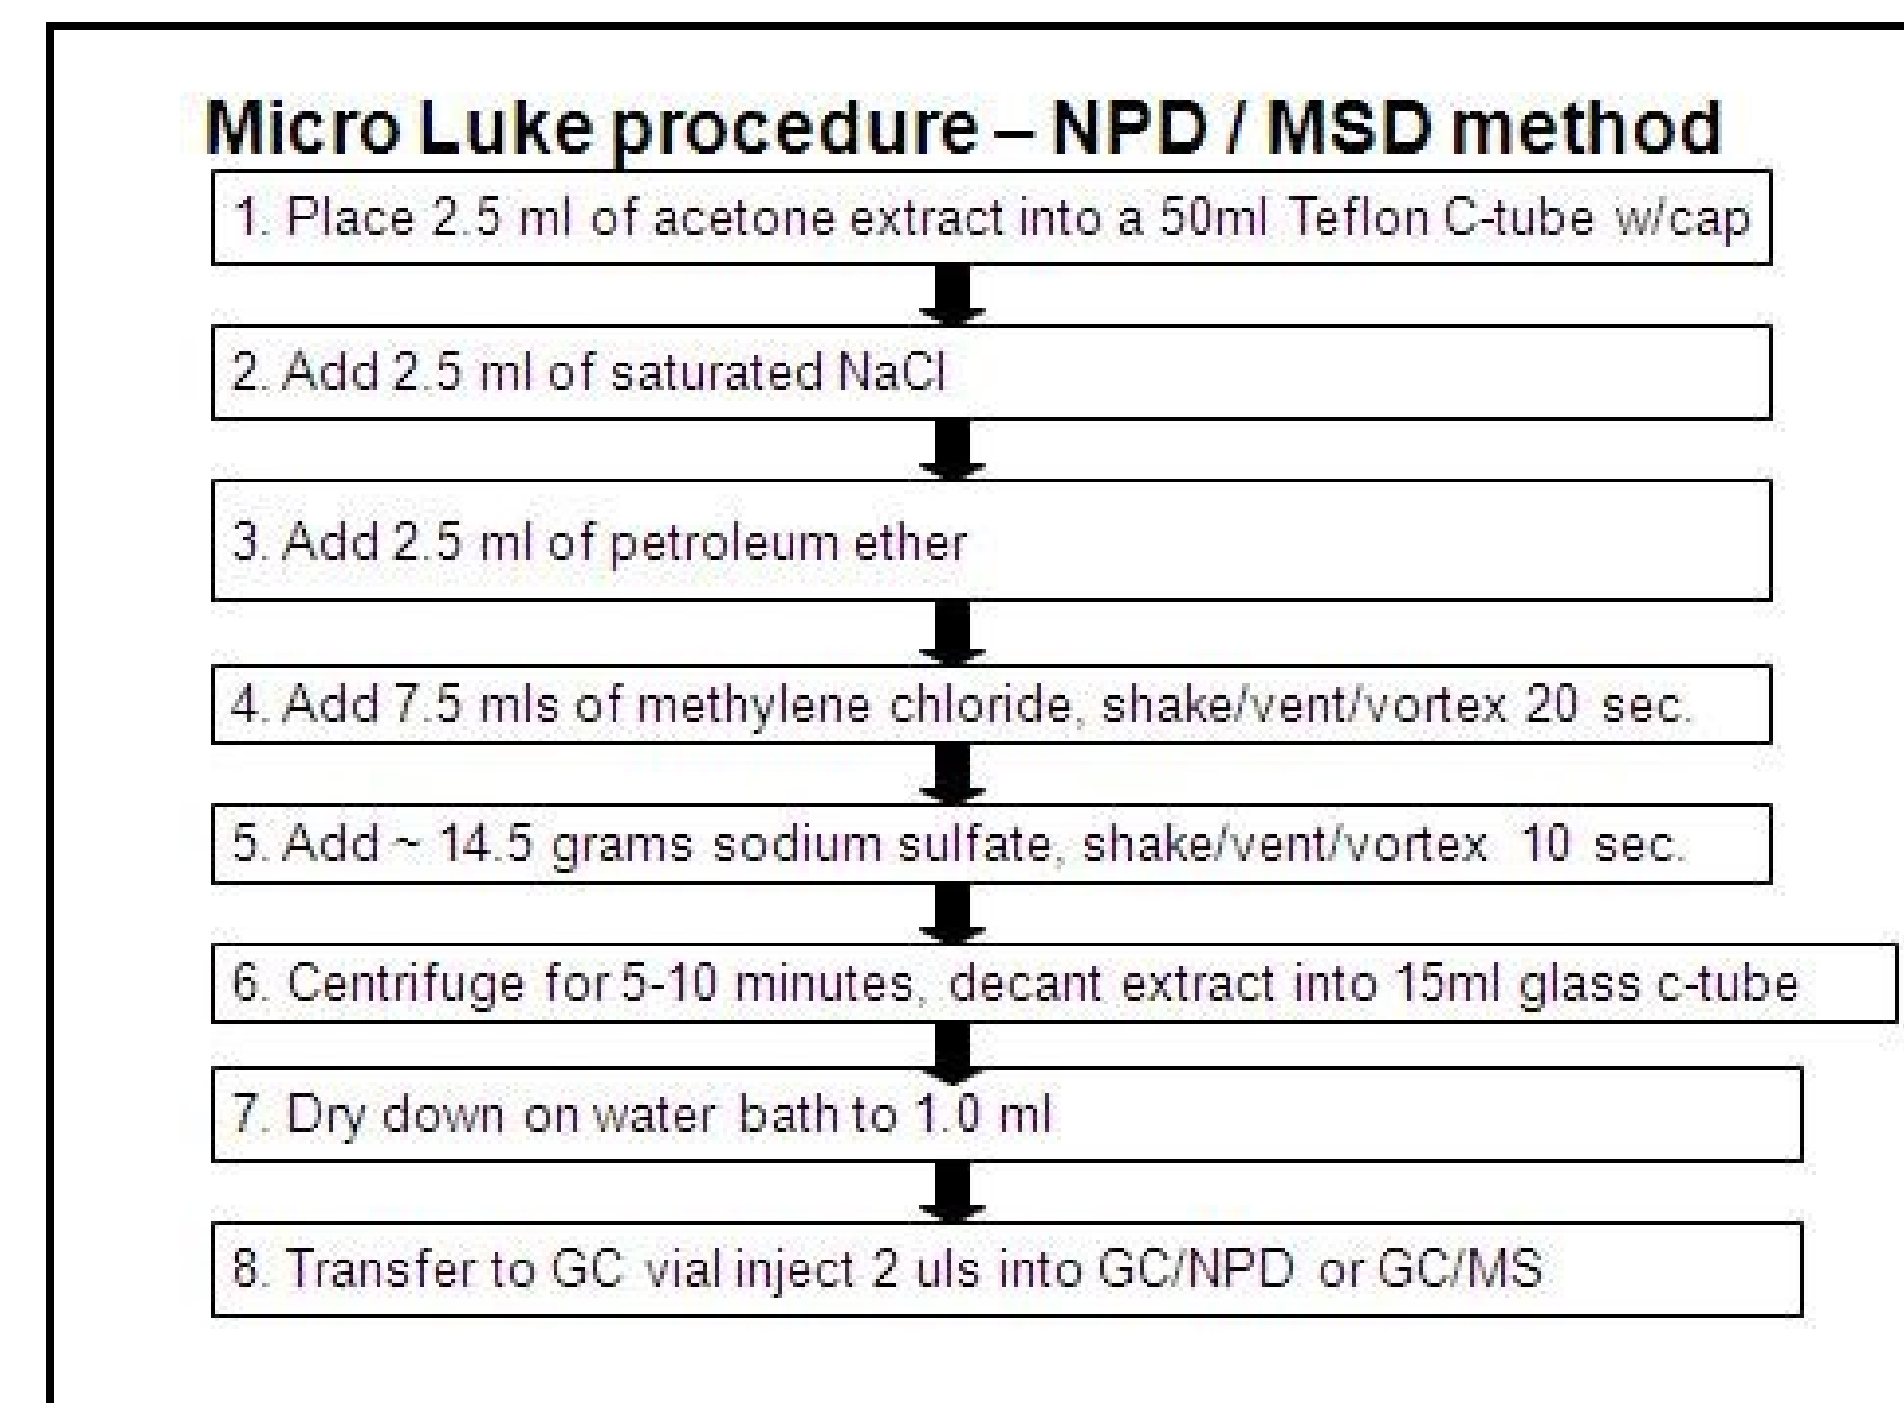 Micro Luke procedure – NPD / MSD method
1. Place 2.5 ml of acetone extract into a 50ml Teflon C-tube w/cap
2. Add 2.5 ml of saturated NaCl
3. Add 2.5 ml of petroleum ether
4. Add 7.5 mls of methylene chloride, shake/vent/vortex 20 sec.
5. Add ~ 14.5 grams sodium sulfate, shake/vent/vortex 10 sec.
6. Centrifuge for 5-10 minutes, decant extract into 15ml glass c-tube
7. Dry down on water bath to 1.0 ml
8. Transfer to GC vial inject 2 uls into GC/NPD or GC/MS